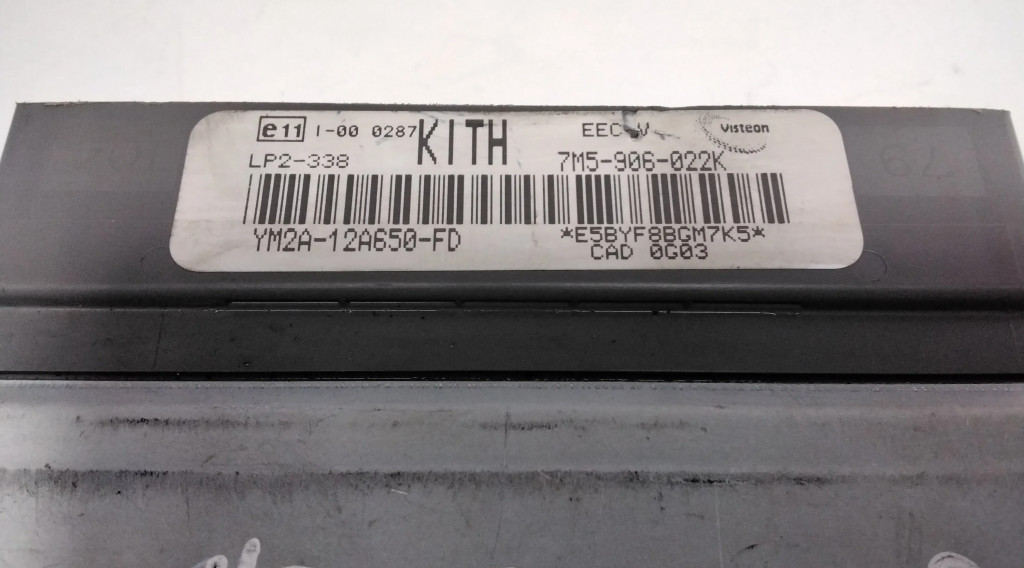 e11 I-00 0287 KITH EEC-V Visteon
LP2-338 7M5-906-022K
YM2A-12A650-FD *E5BYF8BGM7K5*
CAD 0G03